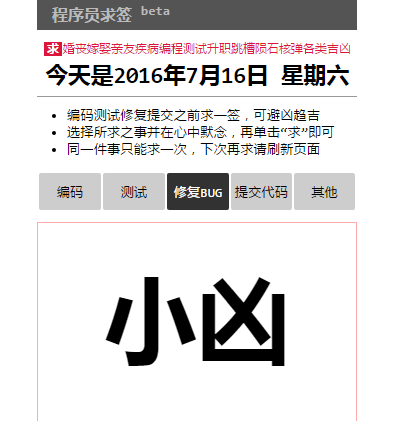 程序员求签 beta
求婚丧嫁娶亲友疾病编程测试升职跳槽陨石核弹各类吉凶
今天是2016年7月16日 星期六
编码测试修复提交之前求一签，可避凶趋吉
选择所求之事并在心中默念，再单击“求”即可
同一件事只能求一次，下次再求请刷新页面
编码 测试 修复BUG 提交代码 其他
小凶